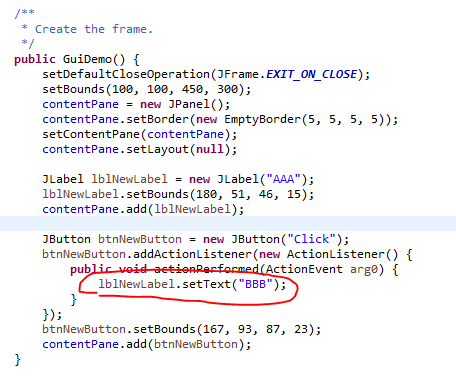 /**
 * Create the frame.
 */
public GuiDemo() {
    setDefaultCloseOperation(JFrame.EXIT_ON_CLOSE);
    setBounds(100, 100, 450, 300);
    contentPane = new JPanel();
    contentPane.setBorder(new EmptyBorder(5, 5, 5, 5));
    setContentPane(contentPane);
    contentPane.setLayout(null);

    JLabel lblNewLabel = new JLabel("AAA");
    lblNewLabel.setBounds(180, 51, 46, 15);
    contentPane.add(lblNewLabel);

    JButton btnNewButton = new JButton("Click");
    btnNewButton.addActionListener(new ActionListener() {
        public void actionPerformed(ActionEvent arg0) {
            lblNewLabel.setText("BBB");
        }
    });
    btnNewButton.setBounds(167, 93, 87, 23);
    contentPane.add(btnNewButton);
}